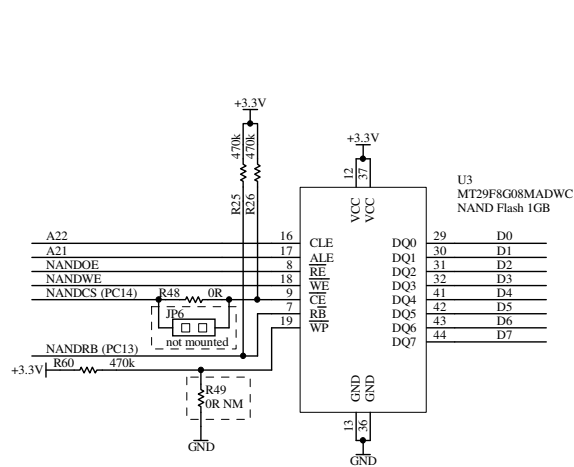 +3.3V
470k
470k
R25
R26
+3.3V
12
37
VCC
VCC
U3
MT29F8G08MADWC
NAND Flash 1GB
A22
16
CLE
DQ0
29
D0
A21
17
ALE
DQ1
30
D1
NANDOE
8
RE
DQ2
31
D2
NANDWE
18
WE
DQ3
32
D3
NANDCS (PC14)
R48
0R
9
CE
DQ4
41
D4
JP6
not mounted
7
RB
DQ5
42
D5
19
WP
DQ6
43
D6
DQ7
44
D7
NANDRB (PC13)
+3.3V
R60
470k
R49
0R NM
GND
GND
GND
13
36
GND